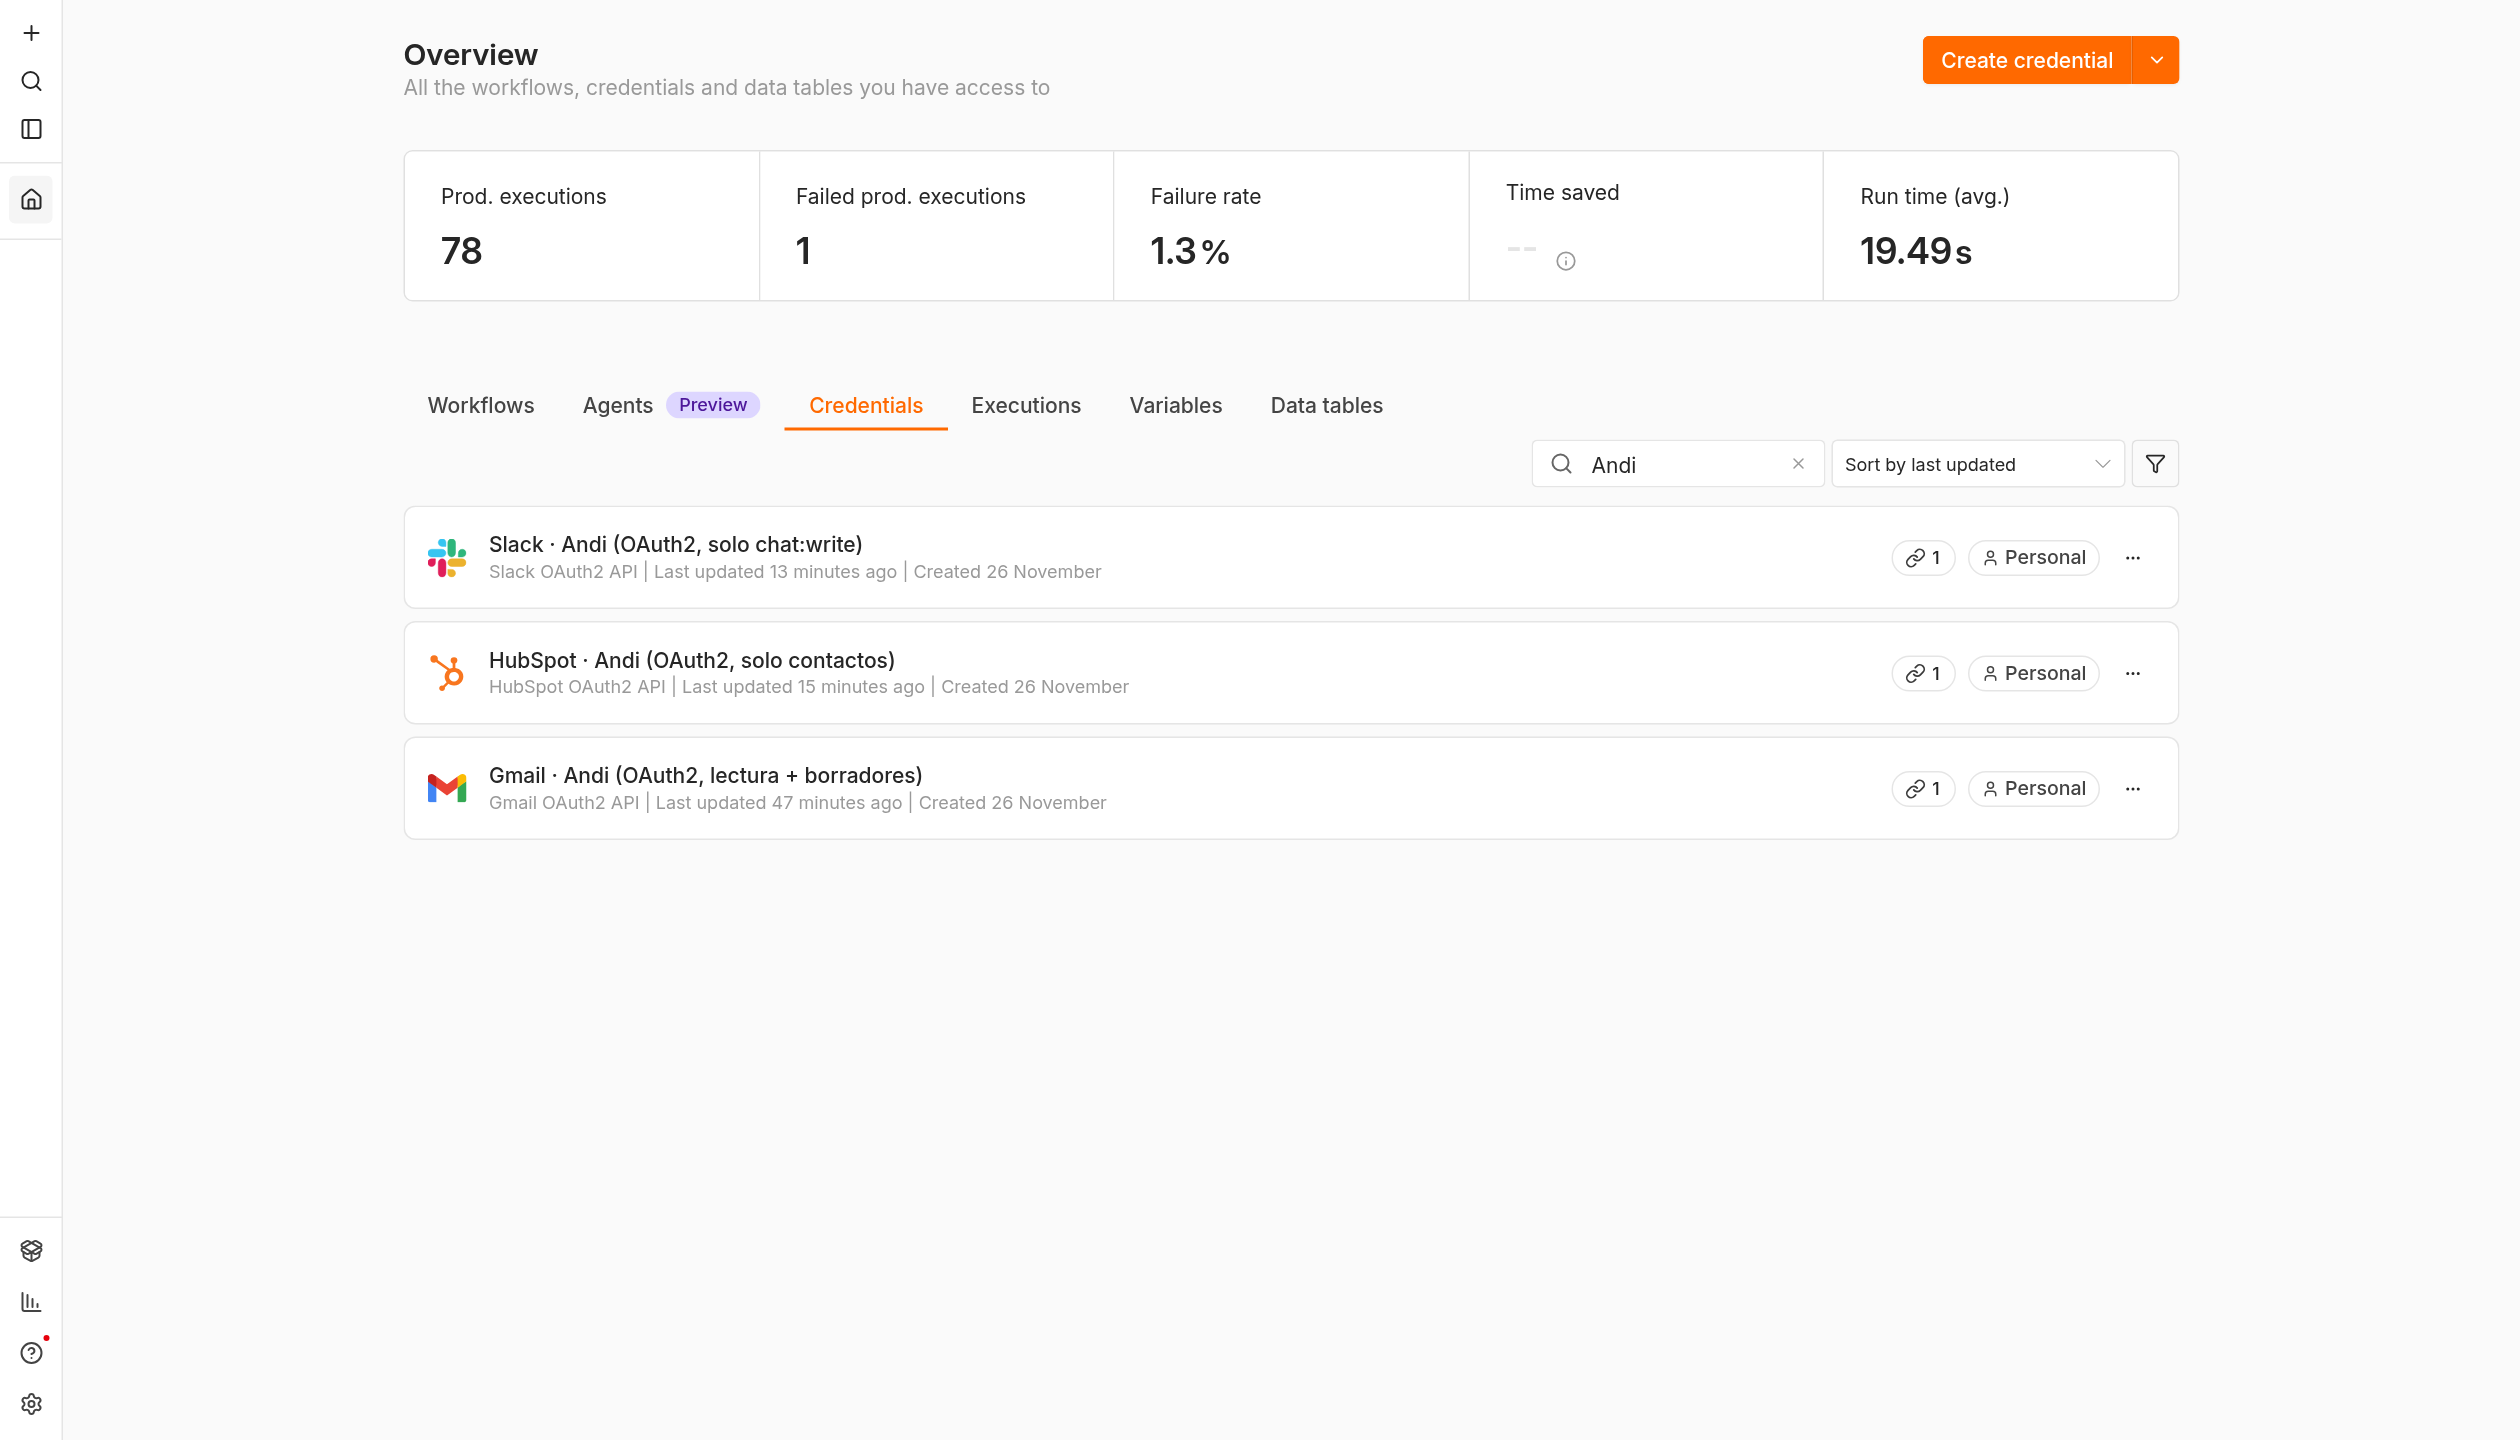 Overview
All the workflows, credentials and data tables you have access to
Create credential
Prod. executions
78
Failed prod. executions
1
Failure rate
1.3%
Time saved
--
Run time (avg.)
19.49s
Workflows Agents Preview Credentials Executions Variables Data tables
Andi
Sort by last updated
Slack · Andi (OAuth2, solo chat:write)
Slack OAuth2 API | Last updated 13 minutes ago | Created 26 November
1 Personal
HubSpot · Andi (OAuth2, solo contactos)
HubSpot OAuth2 API | Last updated 15 minutes ago | Created 26 November
1 Personal
Gmail · Andi (OAuth2, lectura + borradores)
Gmail OAuth2 API | Last updated 47 minutes ago | Created 26 November
1 Personal